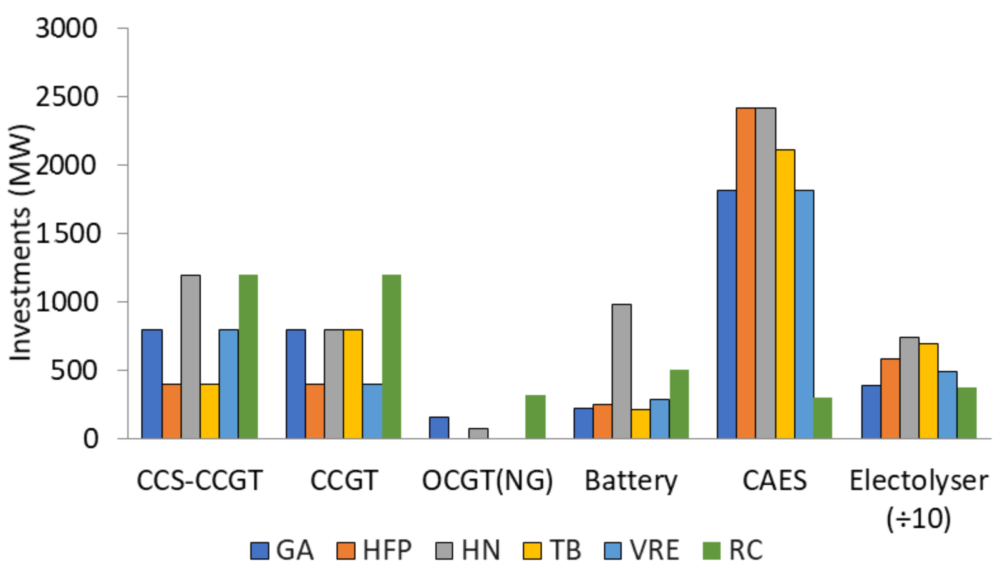 3000
2500
2000
1500
1000
500
0
Investments (MW)
CCS-CCGT CCGT OCGT(NG) Battery CAES Electolyser
(÷10)
GA HFP HN TB VRE RC